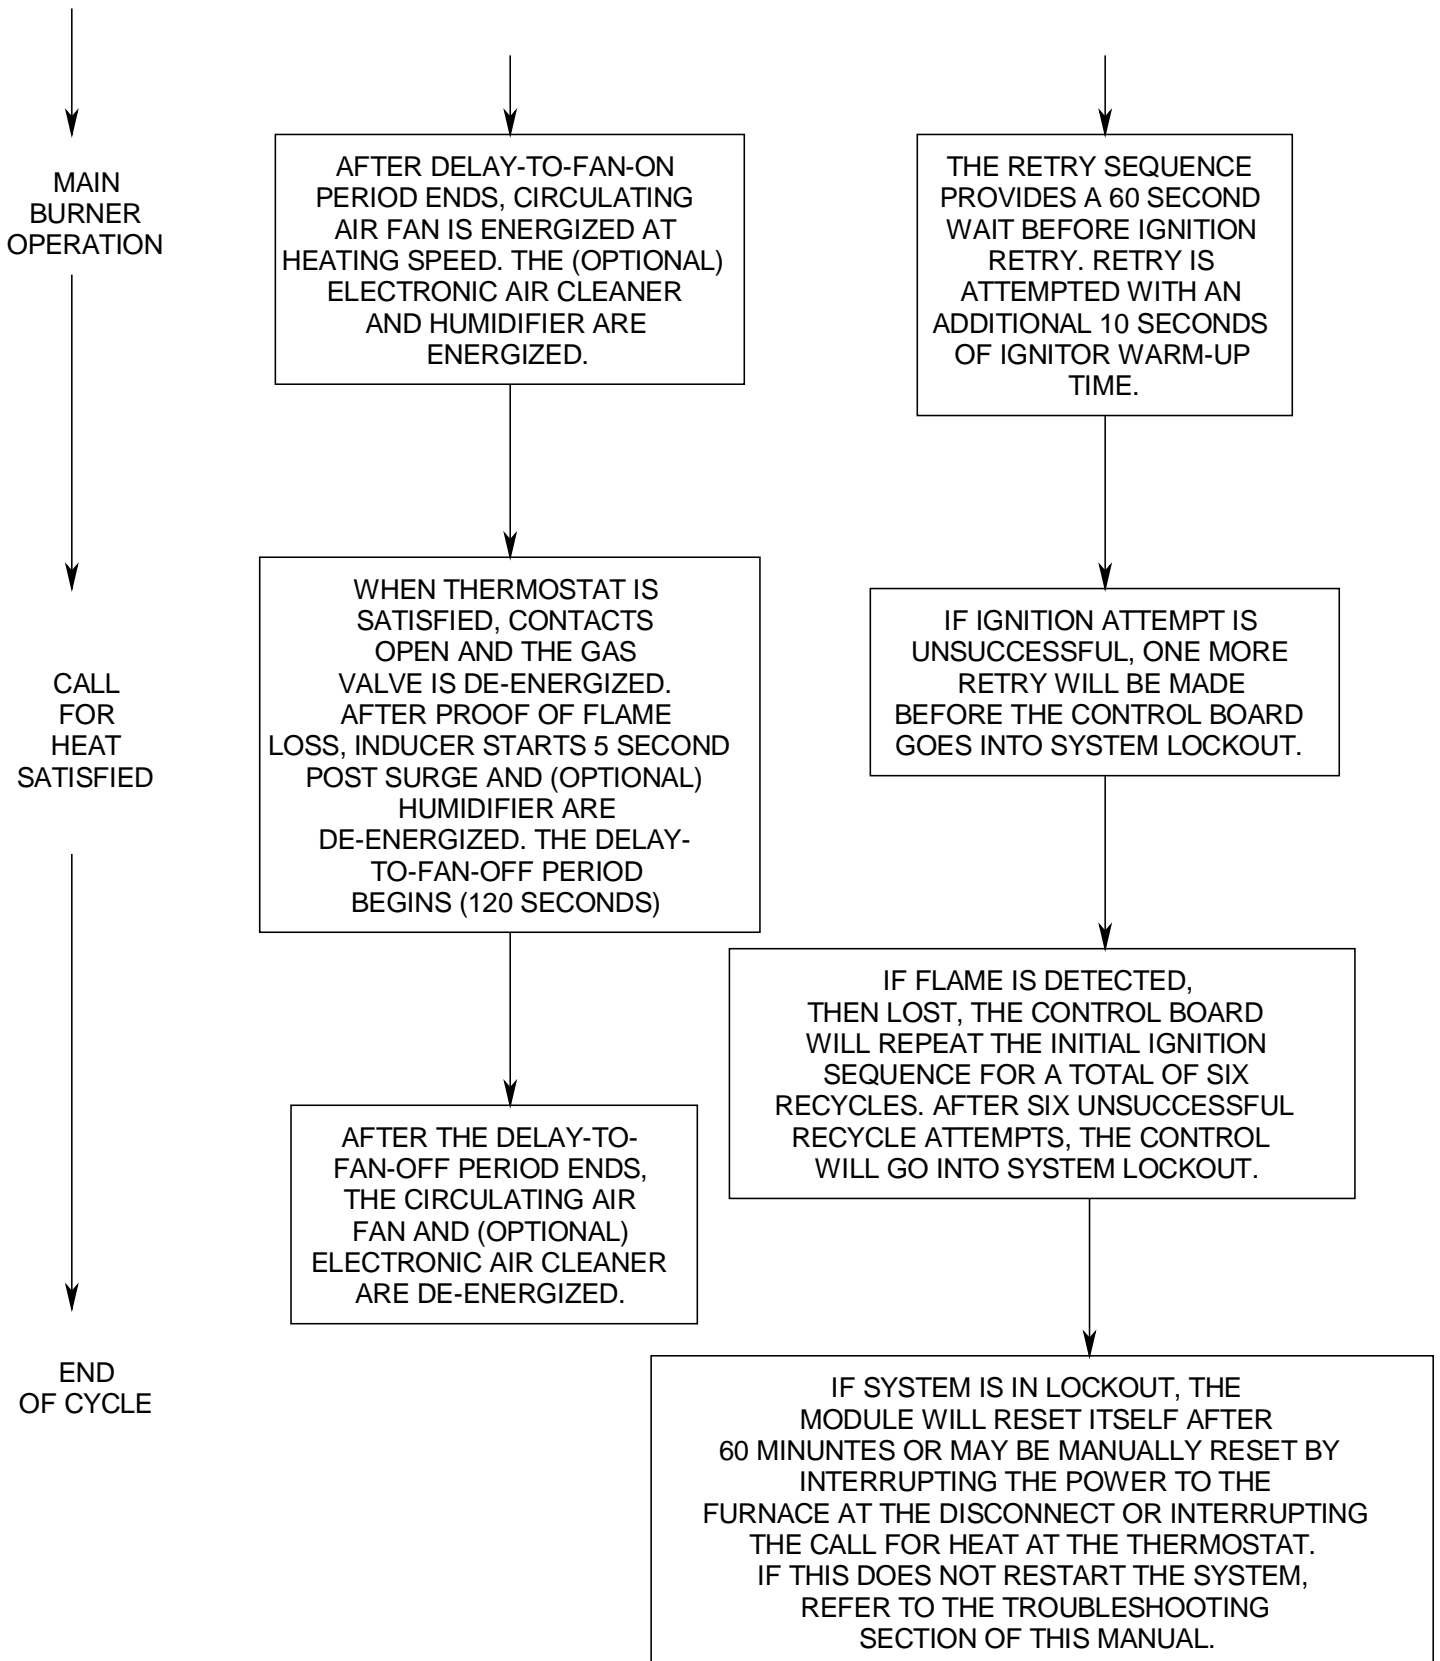 MAIN
BURNER
OPERATION
CALL
FOR
HEAT
SATISFIED
END
OF CYCLE
AFTER DELAY-TO-FAN-ON
PERIOD ENDS, CIRCULATING
AIR FAN IS ENERGIZED AT
HEATING SPEED. THE (OPTIONAL)
ELECTRONIC AIR CLEANER
AND HUMIDIFIER ARE
ENERGIZED.
WHEN THERMOSTAT IS
SATISFIED, CONTACTS
OPEN AND THE GAS
VALVE IS DE-ENERGIZED.
AFTER PROOF OF FLAME
LOSS, INDUCER STARTS 5 SECOND
POST SURGE AND (OPTIONAL)
HUMIDIFIER ARE
DE-ENERGIZED. THE DELAY-
TO-FAN-OFF PERIOD
BEGINS (120 SECONDS)
AFTER THE DELAY-TO-
FAN-OFF PERIOD ENDS,
THE CIRCULATING AIR
FAN AND (OPTIONAL)
ELECTRONIC AIR CLEANER
ARE DE-ENERGIZED.
THE RETRY SEQUENCE
PROVIDES A 60 SECOND
WAIT BEFORE IGNITION
RETRY. RETRY IS
ATTEMPTED WITH AN
ADDITIONAL 10 SECONDS
OF IGNITOR WARM-UP
TIME.
IF IGNITION ATTEMPT IS
UNSUCCESSFUL, ONE MORE
RETRY WILL BE MADE
BEFORE THE CONTROL BOARD
GOES INTO SYSTEM LOCKOUT.
IF FLAME IS DETECTED,
THEN LOST, THE CONTROL BOARD
WILL REPEAT THE INITIAL IGNITION
SEQUENCE FOR A TOTAL OF SIX
RECYCLES. AFTER SIX UNSUCCESSFUL
RECYCLE ATTEMPTS, THE CONTROL
WILL GO INTO SYSTEM LOCKOUT.
IF SYSTEM IS IN LOCKOUT, THE
MODULE WILL RESET ITSELF AFTER
60 MINUNTES OR MAY BE MANUALLY RESET BY
INTERRUPTING THE POWER TO THE
FURNACE AT THE DISCONNECT OR INTERRUPTING
THE CALL FOR HEAT AT THE THERMOSTAT.
IF THIS DOES NOT RESTART THE SYSTEM,
REFER TO THE TROUBLESHOOTING
SECTION OF THIS MANUAL.